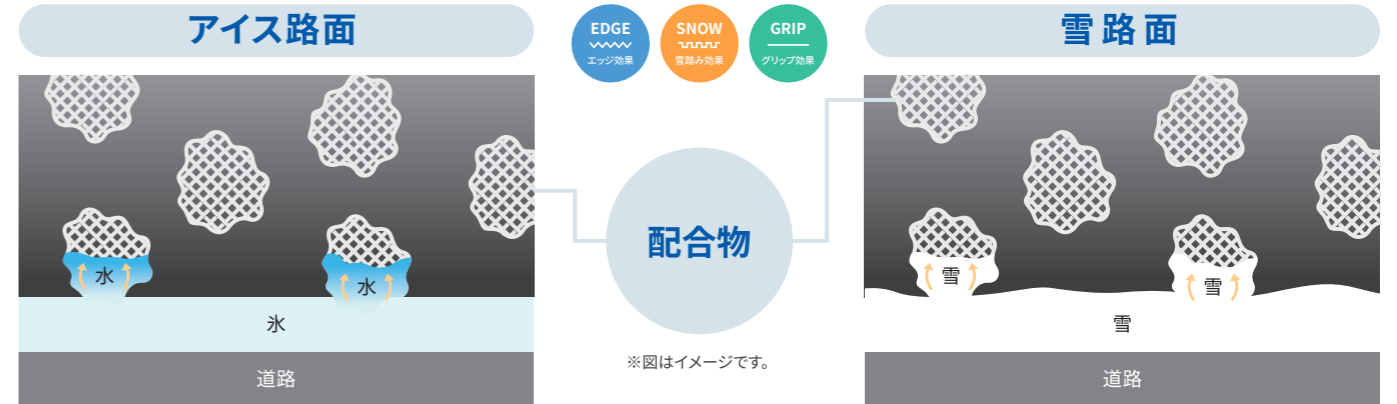 アイス路面
水
水
氷
道路
EDGE
エッジ効果
SNOW
雪踏み効果
GRIP
グリップ効果
配合物
※図はイメージです。
雪路面
雪
雪
雪
道路